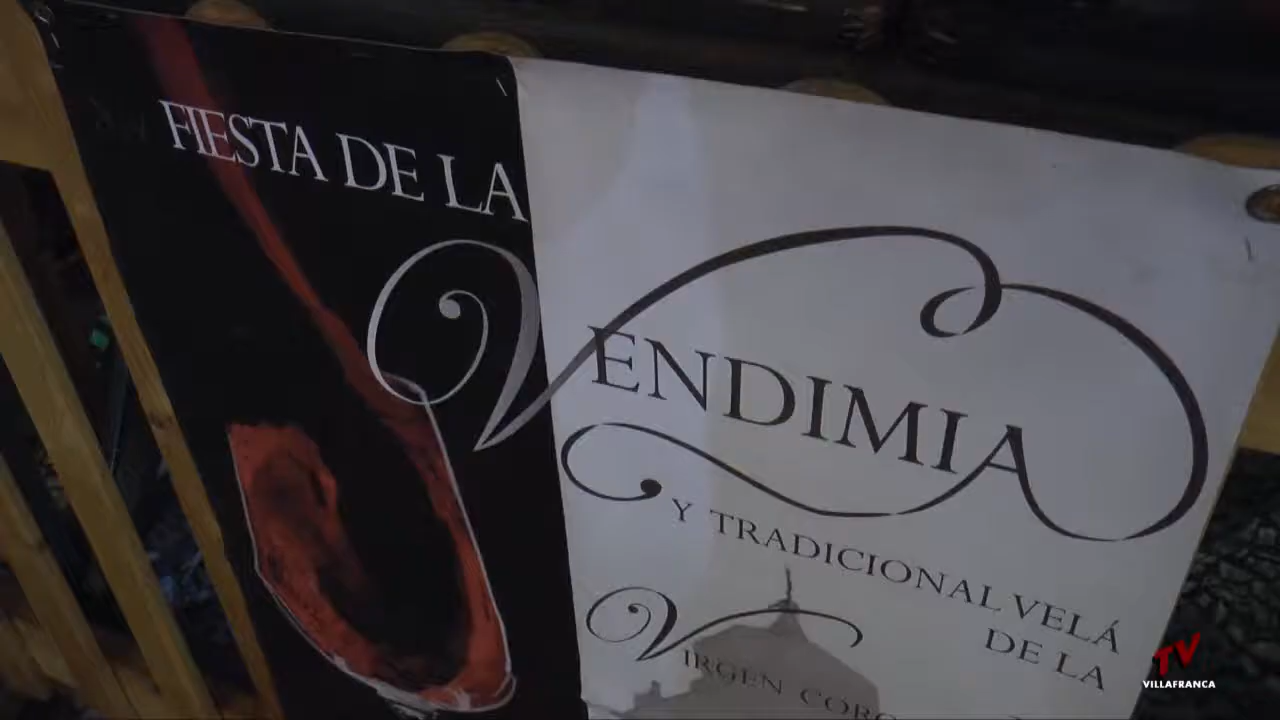 FIESTA DE LA
VENDIMIA
Y TRADICIONAL VELÁ
DE LA
VIRGEN
TV
VILLAFRANCA